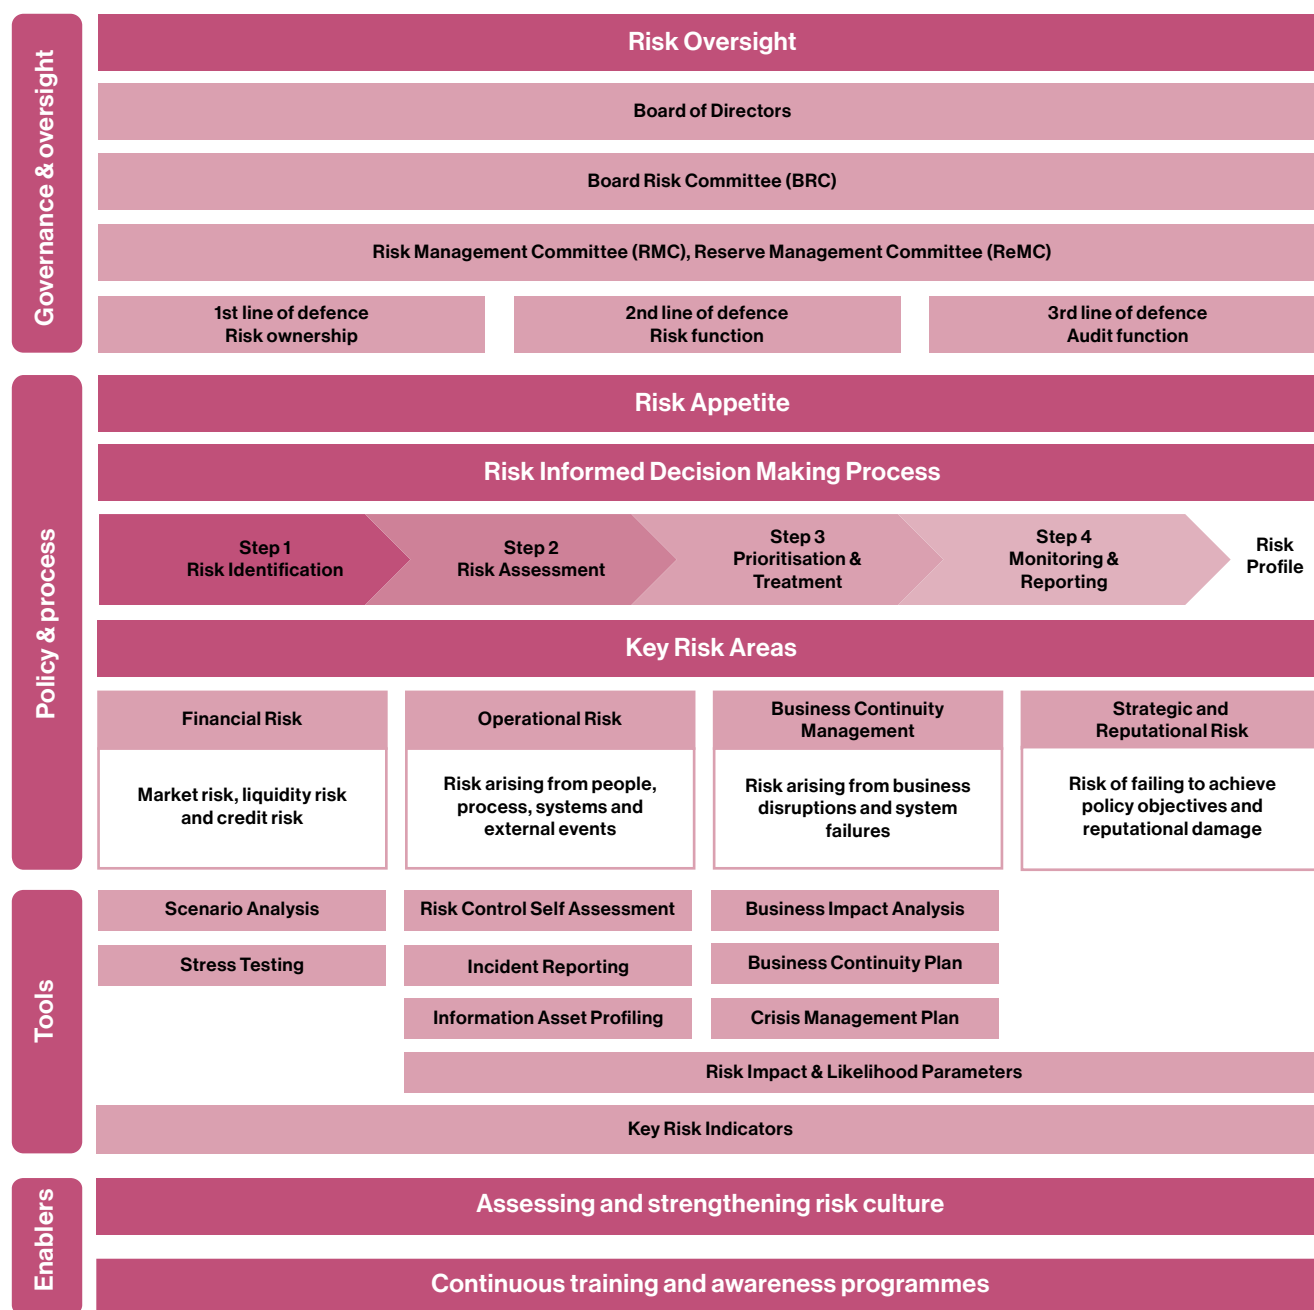 Governance & oversight
Risk Oversight
Board of Directors
Board Risk Committee (BRC)
Risk Management Committee (RMC), Reserve Management Committee (ReMC)
1st line of defence
Risk ownership
2nd line of defence
Risk function
3rd line of defence
Audit function
Policy & process
Risk Appetite
Risk Informed Decision Making Process
Step 1
Risk Identification
Step 2
Risk Assessment
Step 3
Prioritisation &
Treatment
Step 4
Monitoring &
Reporting
Risk
Profile
Key Risk Areas
Financial Risk
Market risk, liquidity risk
and credit risk
Operational Risk
Risk arising from people,
process, systems and
external events
Business Continuity
Management
Risk arising from business
disruptions and system
failures
Strategic and
Reputational Risk
Risk of failing to achieve
policy objectives and
reputational damage
Tools
Scenario Analysis
Stress Testing
Risk Control Self Assessment
Incident Reporting
Information Asset Profiling
Business Impact Analysis
Business Continuity Plan
Crisis Management Plan
Risk Impact & Likelihood Parameters
Key Risk Indicators
Enablers
Assessing and strengthening risk culture
Continuous training and awareness programmes